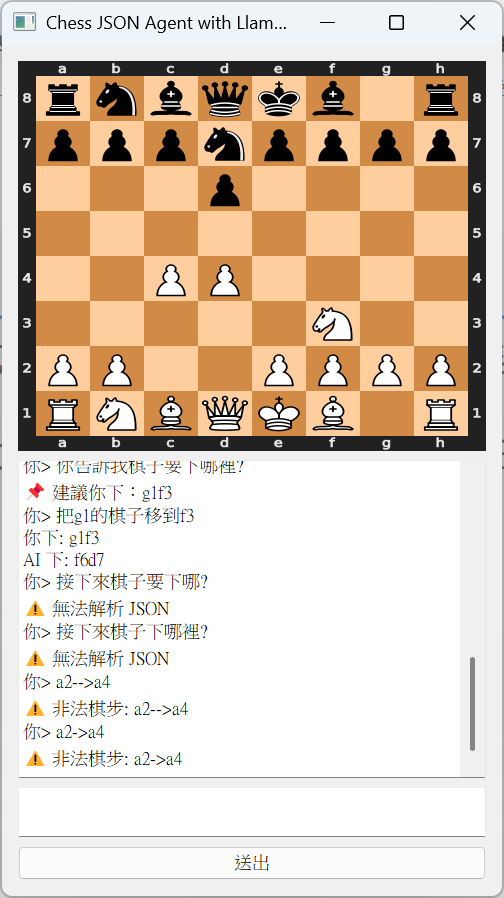 Chess JSON Agent with Llam...
a b c d e f g h
8 8
7 7
6 6
5 5
4 4
3 3
2 2
1 1
a b c d e f g h
你> 你告訴我棋子要下哪裡?
📌 建議你下：g1f3
你> 把g1的棋子移到f3
你下: g1f3
AI 下: f6d7
你> 接下來棋子要下哪?
⚠️ 無法解析 JSON
你> 接下來棋子下哪裡?
⚠️ 無法解析 JSON
你> a2-->a4
⚠️ 非法棋步: a2-->a4
你> a2->a4
⚠️ 非法棋步: a2->a4
送出